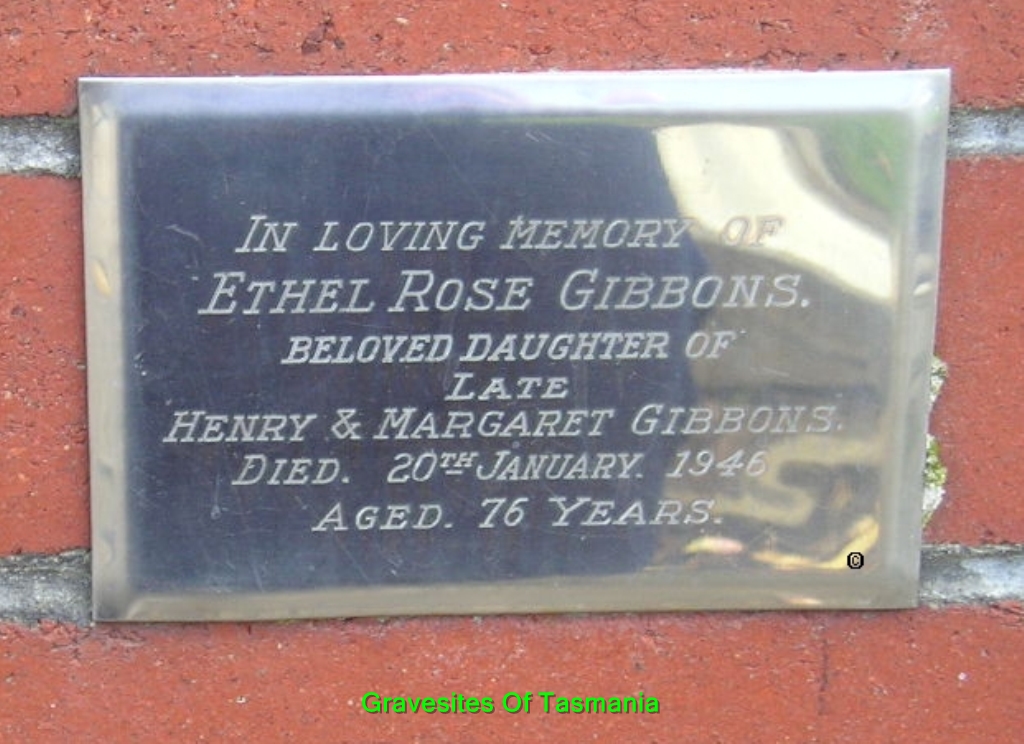 IN LOVING MEMORY OF
ETHEL ROSE GIBBONS.
BELOVED DAUGHTER OF
LATE
HENRY & MARGARET GIBBONS.
DIED. 20TH JANUARY. 1946
AGED. 76 YEARS.
©
Gravesites Of Tasmania